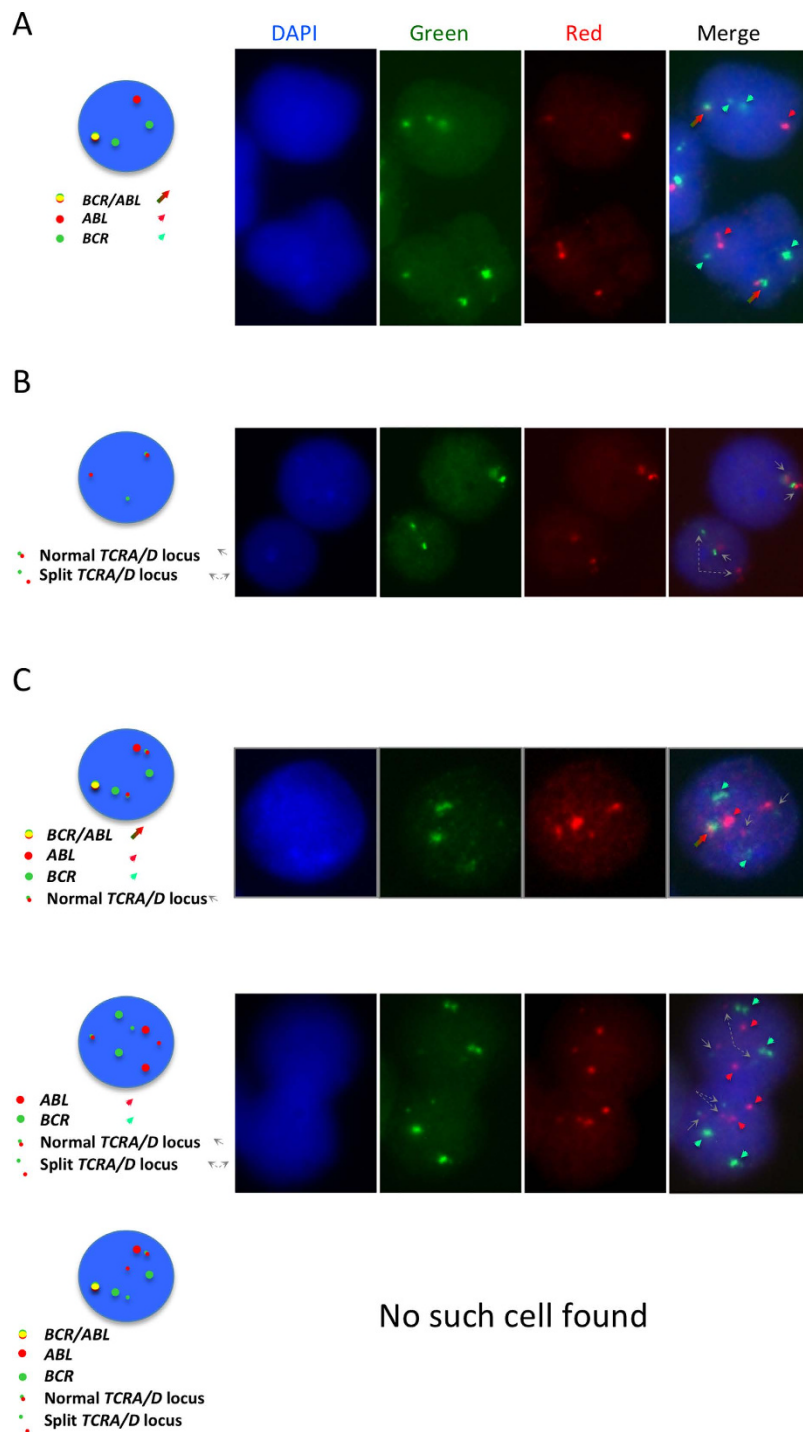 A
DAPI Green Red Merge
BCR/ABL
ABL
BCR
B
Normal TCRA/D locus
Split TCRA/D locus
C
BCR/ABL
ABL
BCR
Normal TCRA/D locus
ABL
BCR
Normal TCRA/D locus
Split TCRA/D locus
No such cell found
BCR/ABL
ABL
BCR
Normal TCRA/D locus
Split TCRA/D locus